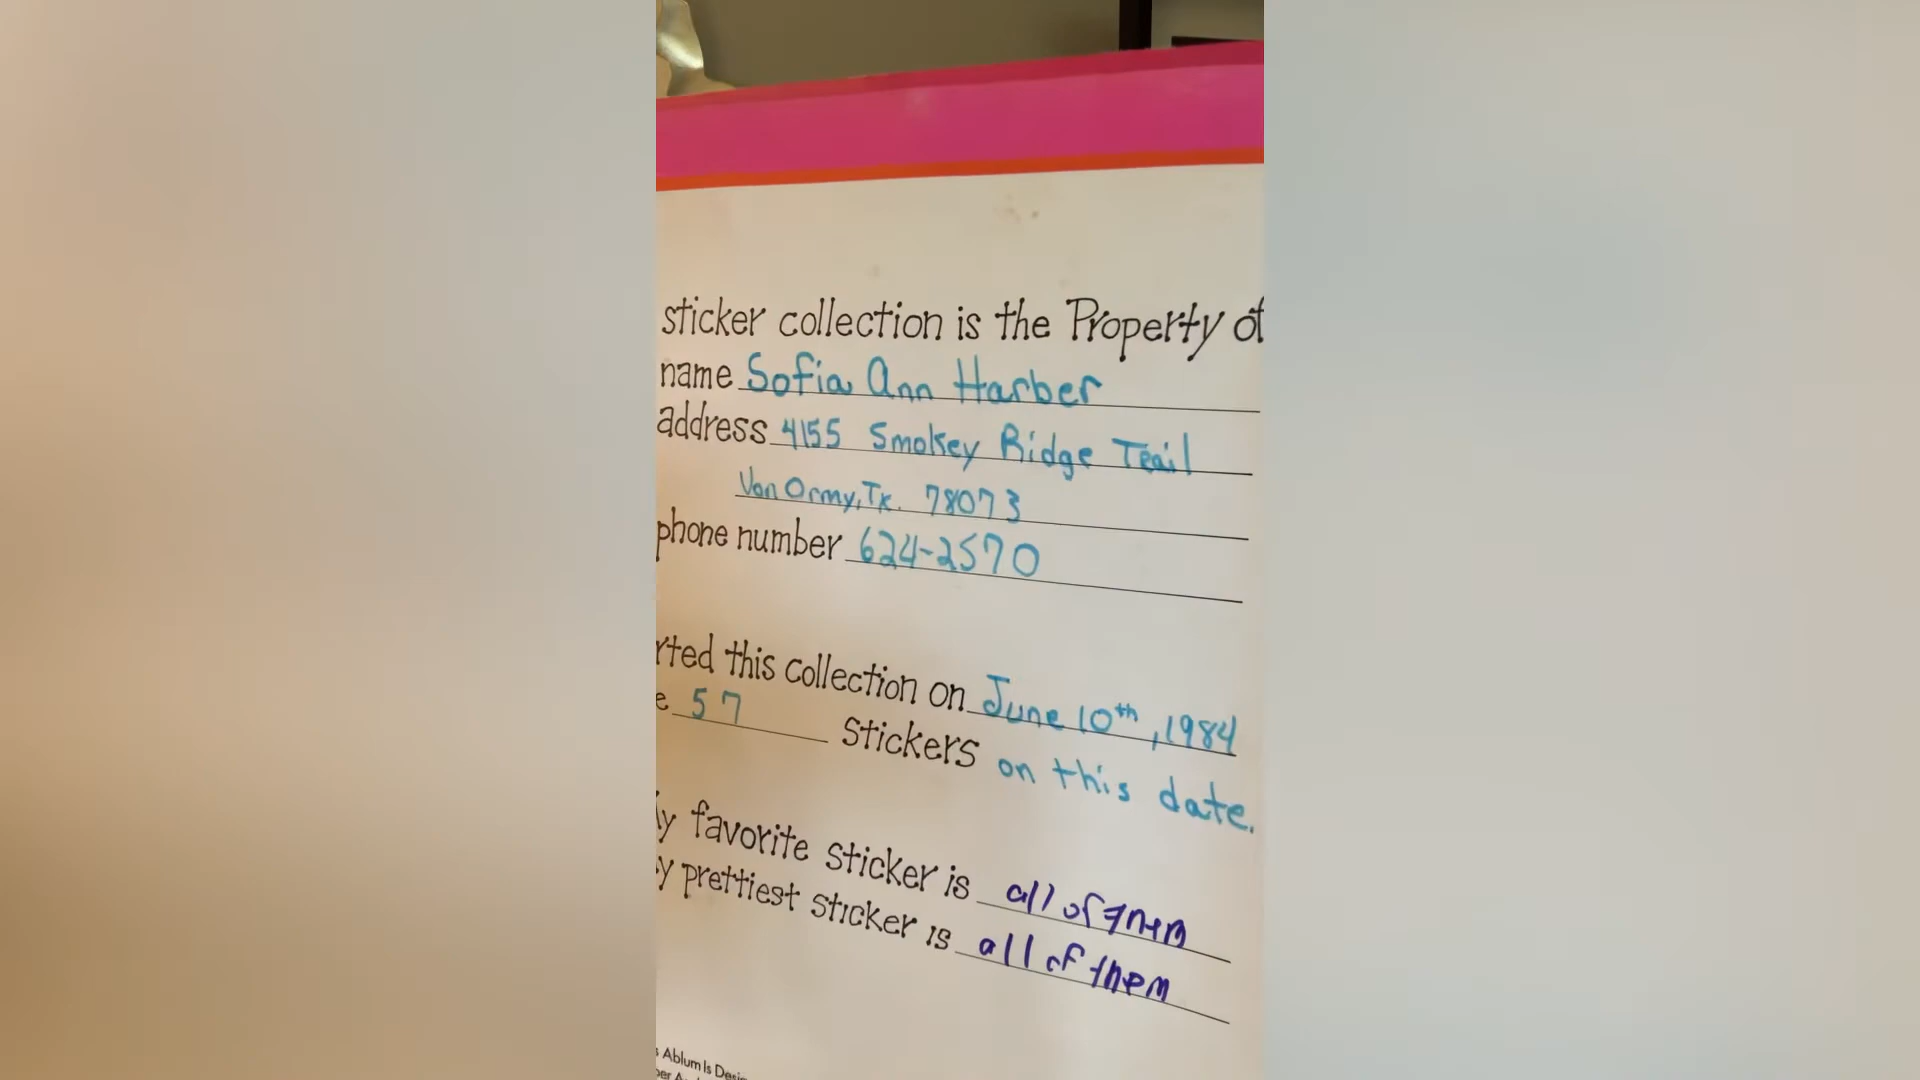 sticker collection is the Property of
name Sofia Ann Harber
address 4155 Smokey Ridge Trail
Von Ormy, Tx. 78073
phone number 624-2570
rted this collection on June 10th, 1984
e 57 stickers on this date.
y favorite sticker is all of them
y prettiest sticker is all of them
Ablum Is